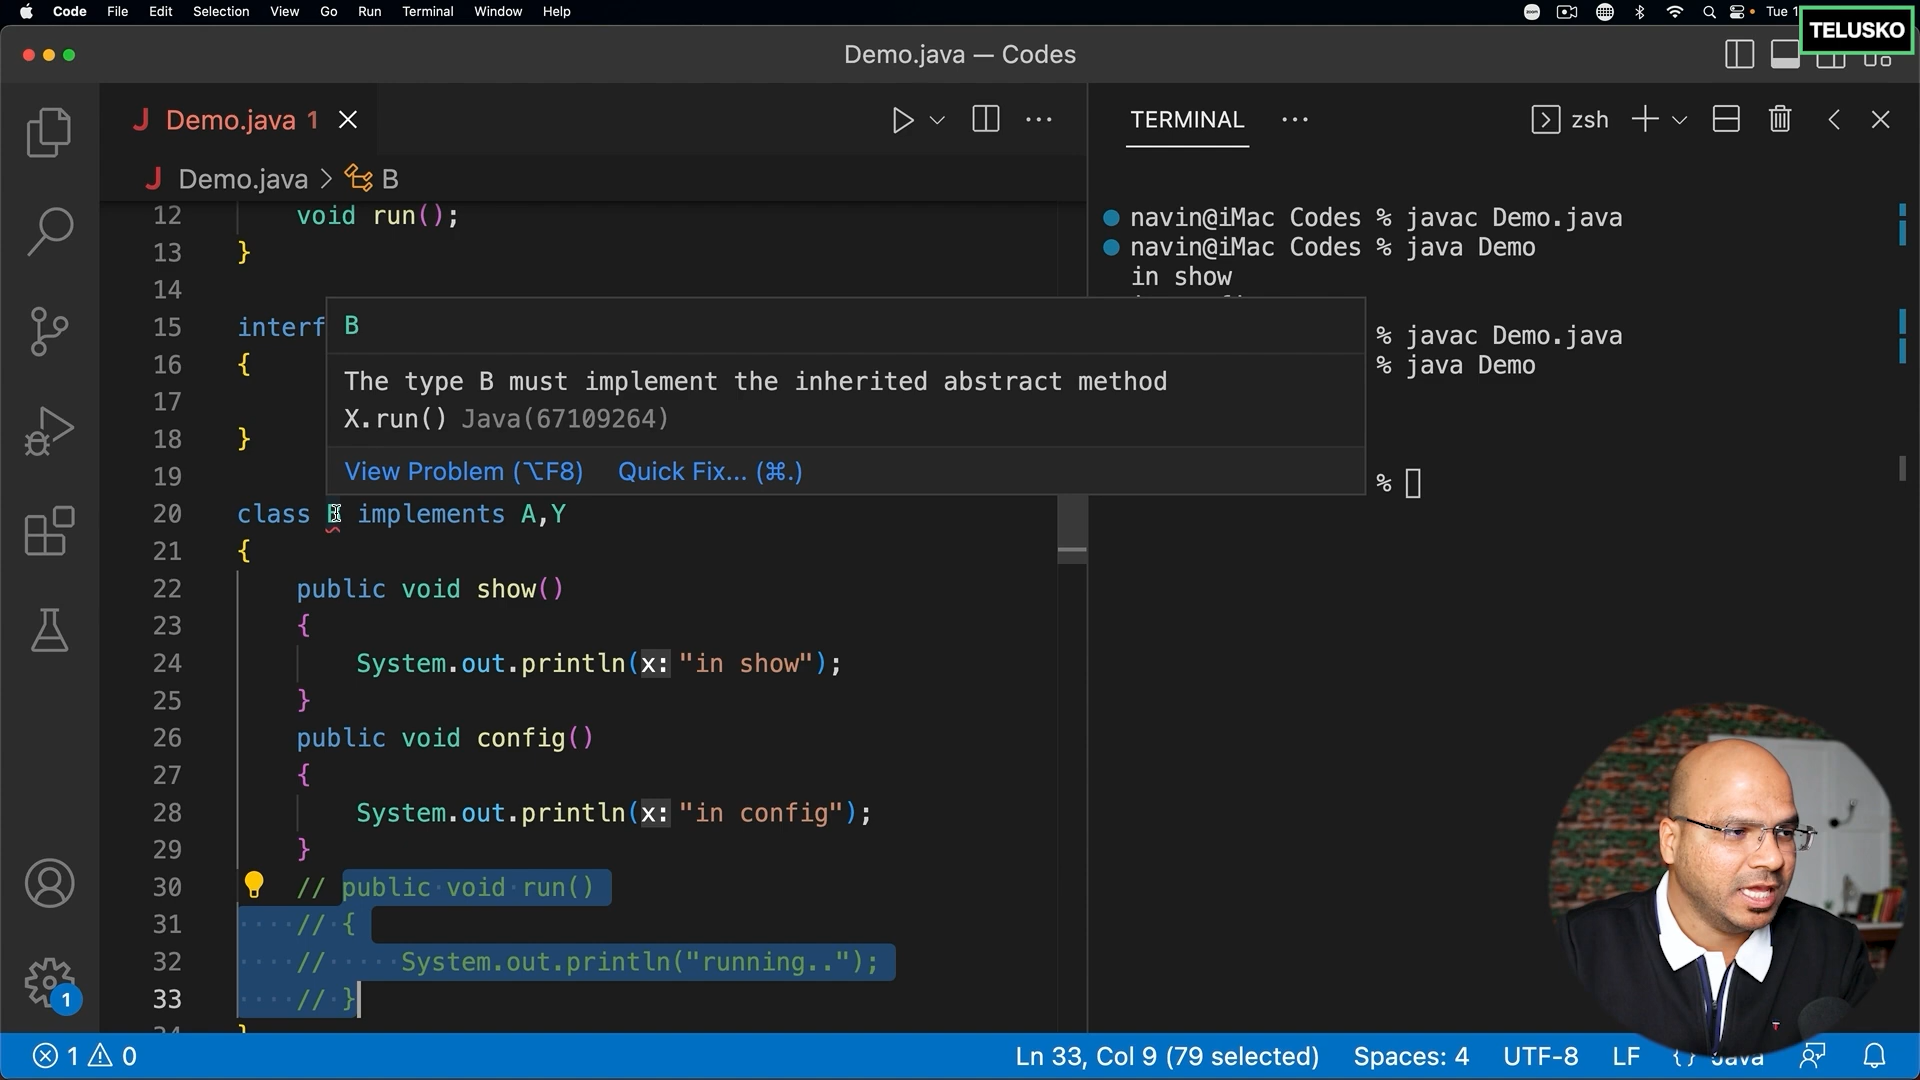 Code File Edit Selection View Go Run Terminal Window Help
zoom
Tue 1
TELUSKO
Demo.java — Codes
J Demo.java 1
TERMINAL
zsh
J Demo.java > B
12 void run();
13 }
14
15 interf
16 {
17
18 }
19
20 class implements A,Y
21 {
22 public void show()
23 {
24 System.out.println(x: "in show");
25 }
26 public void config()
27 {
28 System.out.println(x: "in config");
29 }
30 // public void run()
31 // {
32 // System.out.println("running..");
33 // }
B
The type B must implement the inherited abstract method
X.run() Java(67109264)
View Problem (⌥F8) Quick Fix... (⌘.)
navin@iMac Codes % javac Demo.java
navin@iMac Codes % java Demo
in show
% javac Demo.java
% java Demo
%
1
1 0
Ln 33, Col 9 (79 selected) Spaces: 4 UTF-8 LF {} Java